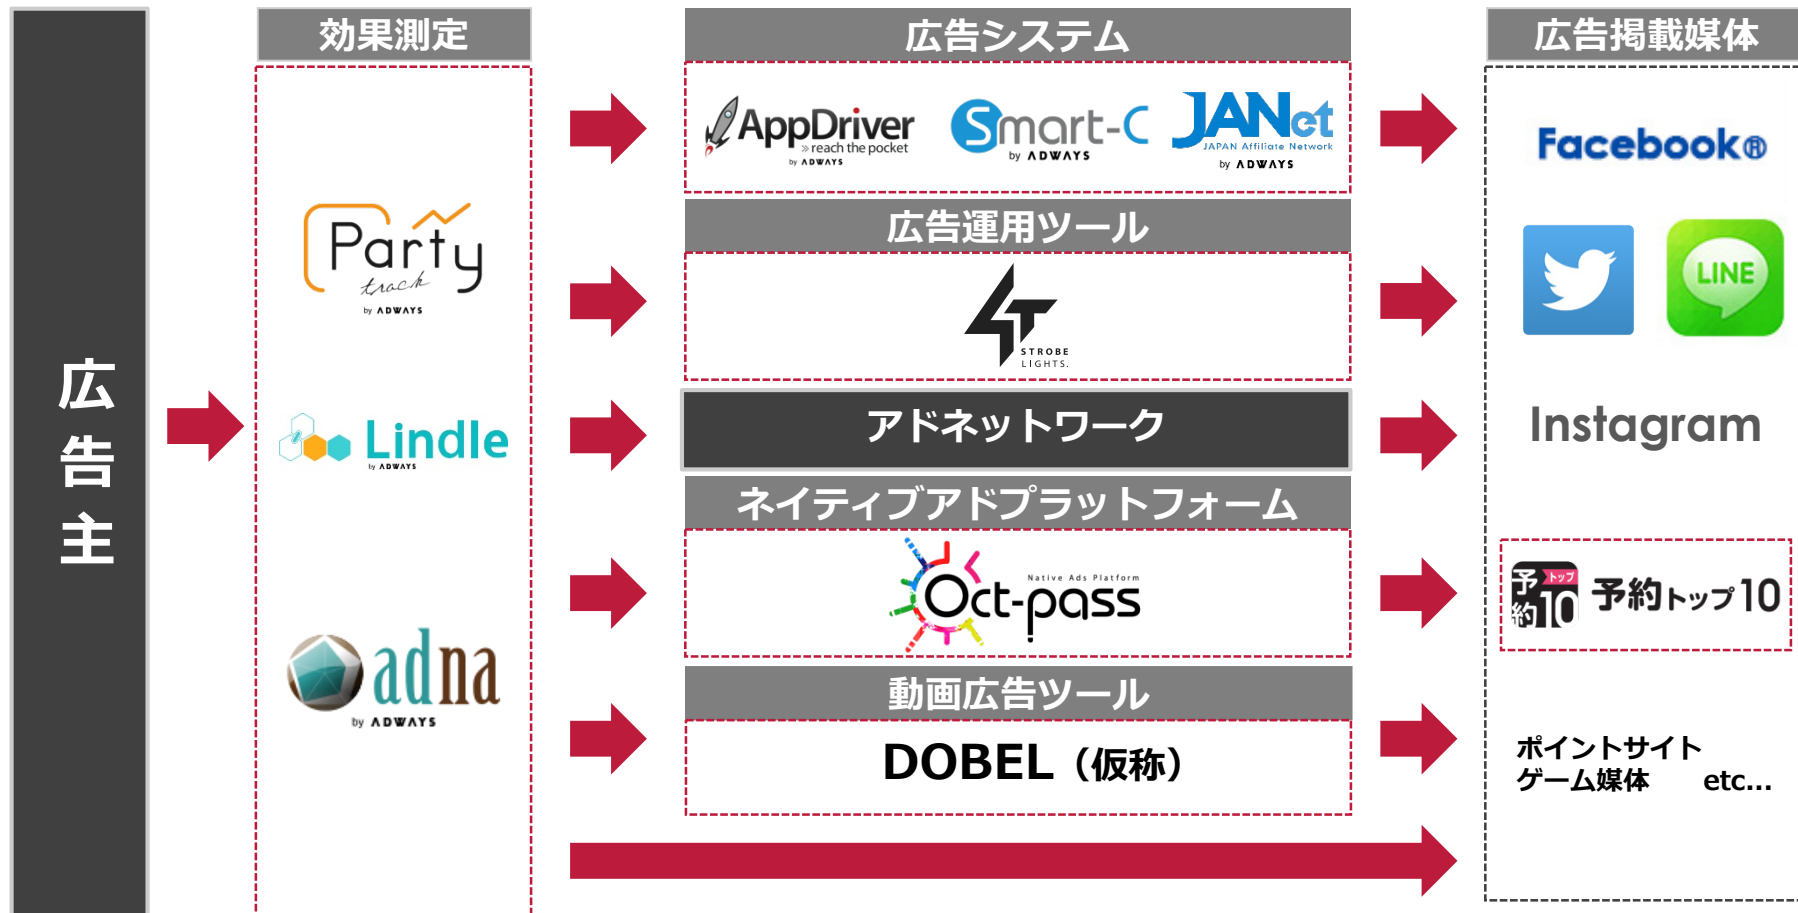 広告主
効果測定
Party
track
by ADWAYS
Lindle
by ADWAYS
adna
by ADWAYS
広告システム
AppDriver
» reach the pocket
by ADWAYS
Smart-C
by ADWAYS
JANet
JAPAN Affiliate Network
by ADWAYS
広告運用ツール
STROBE
LIGHTS.
アドネットワーク
ネイティブアドプラットフォーム
Native Ads Platform
Oct-pass
動画広告ツール
DOBEL（仮称）
広告掲載媒体
Facebook®
LINE
Instagram
予約
トップ
10
予約トップ10
ポイントサイト
ゲーム媒体 etc...